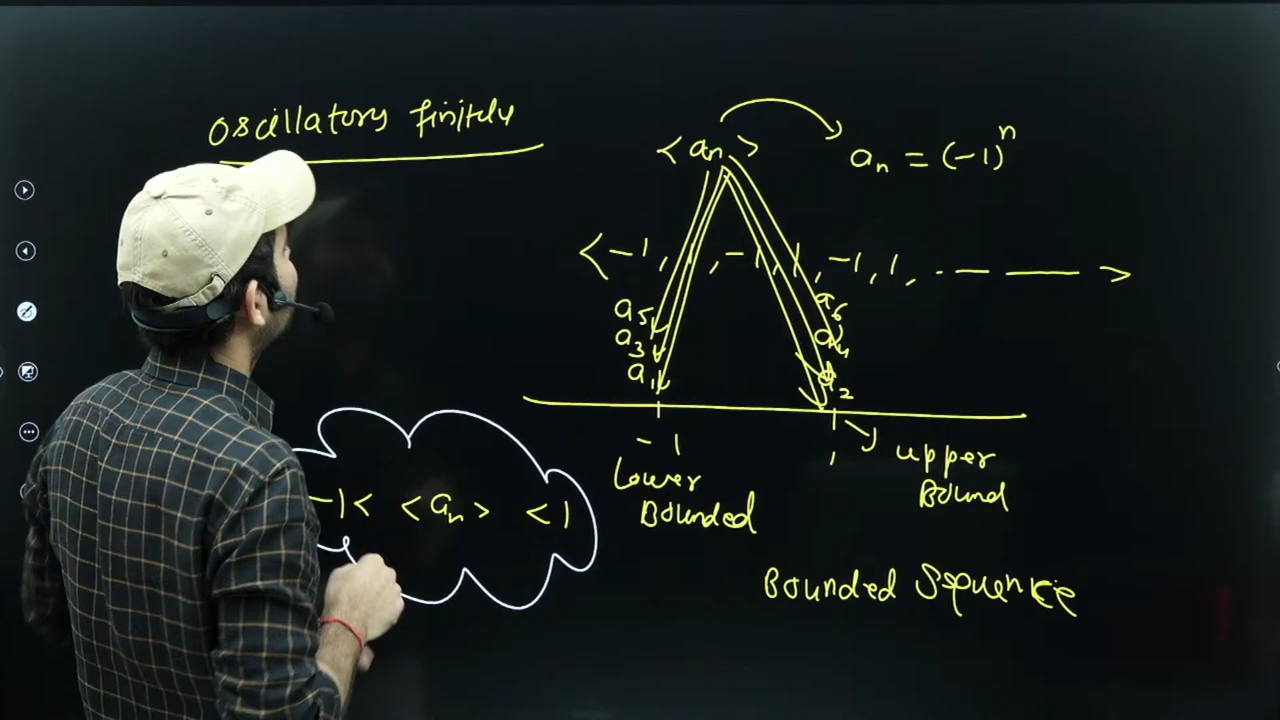 oscillatory finitely
<an>
an = (-1)^n
<-1, 1, -1, 1, -1, 1, . — — — >
a5
a3
a1
a6
a4
a2
-1
Lower
Bounded
1
upper
Bound
-1 < <an> <1
Bounded Sequence